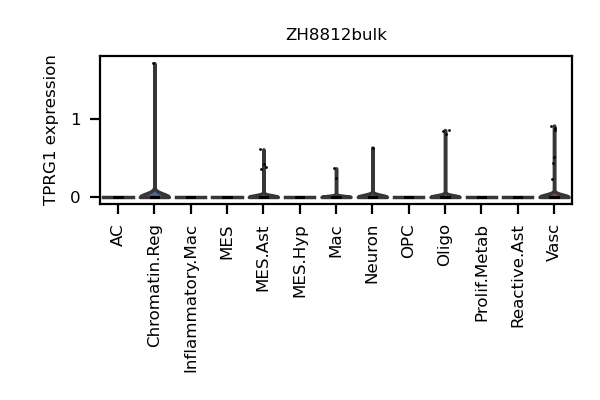 ZH8812bulk
TPRG1 expression
1
0
AC
Chromatin.Reg
Inflammatory.Mac
MES
MES.Ast
MES.Hyp
Mac
Neuron
OPC
Oligo
Prolif.Metab
Reactive.Ast
Vasc